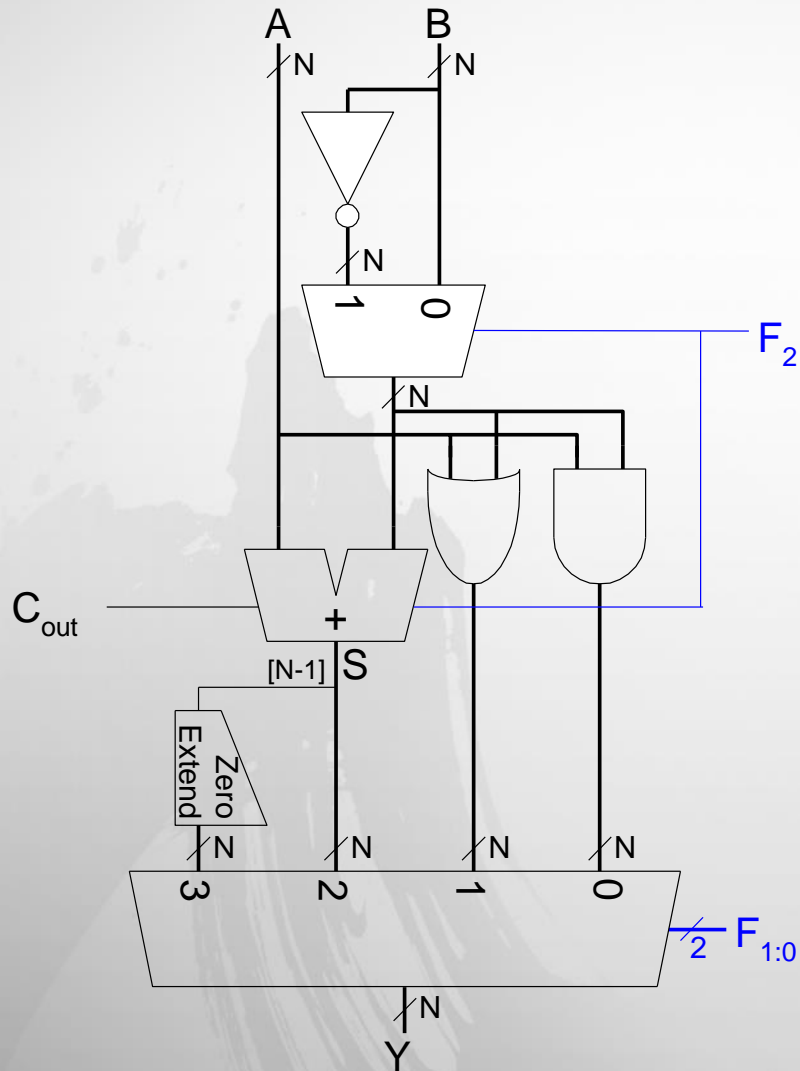 A B
N N
N
1 0
F2
N
Cout
+
[N-1] S
Zero
Extend
N N N N
3 2 1 0
2 F1:0
N
Y